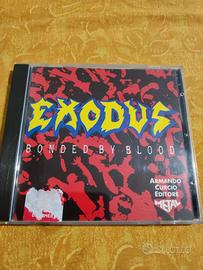 EXODUS
BONDED BY BLOOD
ARMANDO
CURCIO
EDITORE
METAL